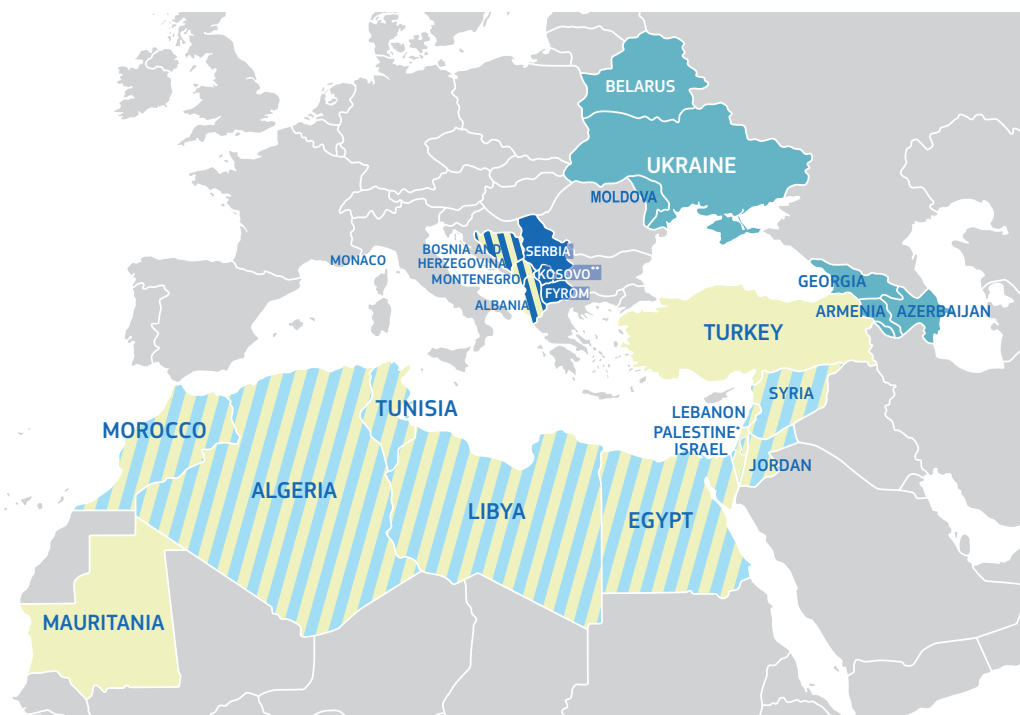 BELARUS
UKRAINE
MOLDOVA
BOSNIA AND
HERZEGOVINA
SERBIA
MONACO
MONTENEGRO
KOSOVO**
FYROM
ALBANIA
GEORGIA
ARMENIA
AZERBAIJAN
TURKEY
SYRIA
TUNISIA
LEBANON
MOROCCO
PALESTINE*
ISRAEL
JORDAN
ALGERIA
LIBYA
EGYPT
MAURITANIA